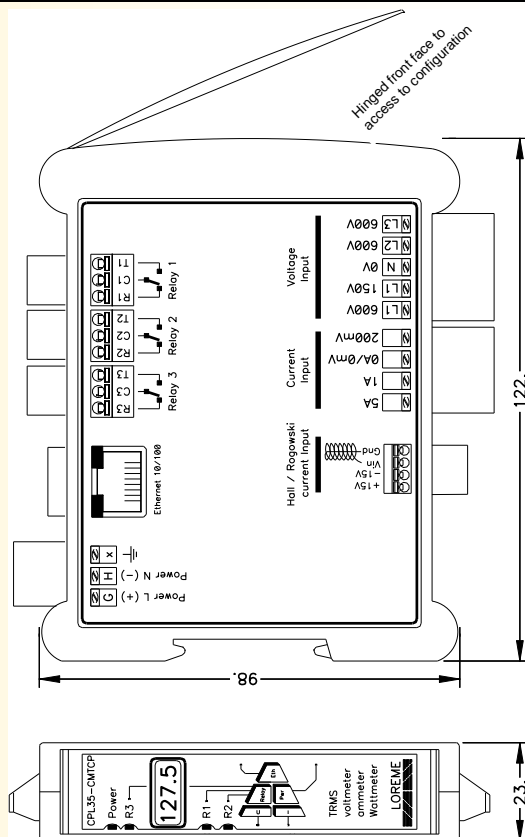 Hinged front face to
access to configuration
T1
C1
R1
Relay 1
T2
C2
R2
Relay 2
T3
C3
R3
Relay 3
Ethernet 10/100
x
H Power N (-)
G Power L (+)
Voltage
Input
L3 600V
L2 600V
N 0V
L1 150V
L1 600V
Current
Input
200mV
0A/0mV
1A
5A
Hall / Rogowski
current Input
Gnd
Vin
-15V
+15V
122.
98.
CPL35-CMTCP
Power
R3
127.5
R1
R2
Relay
Eth
Pwr
U
I
TRMS
voltmeter
ammeter
Wattmeter
LOREME
23.